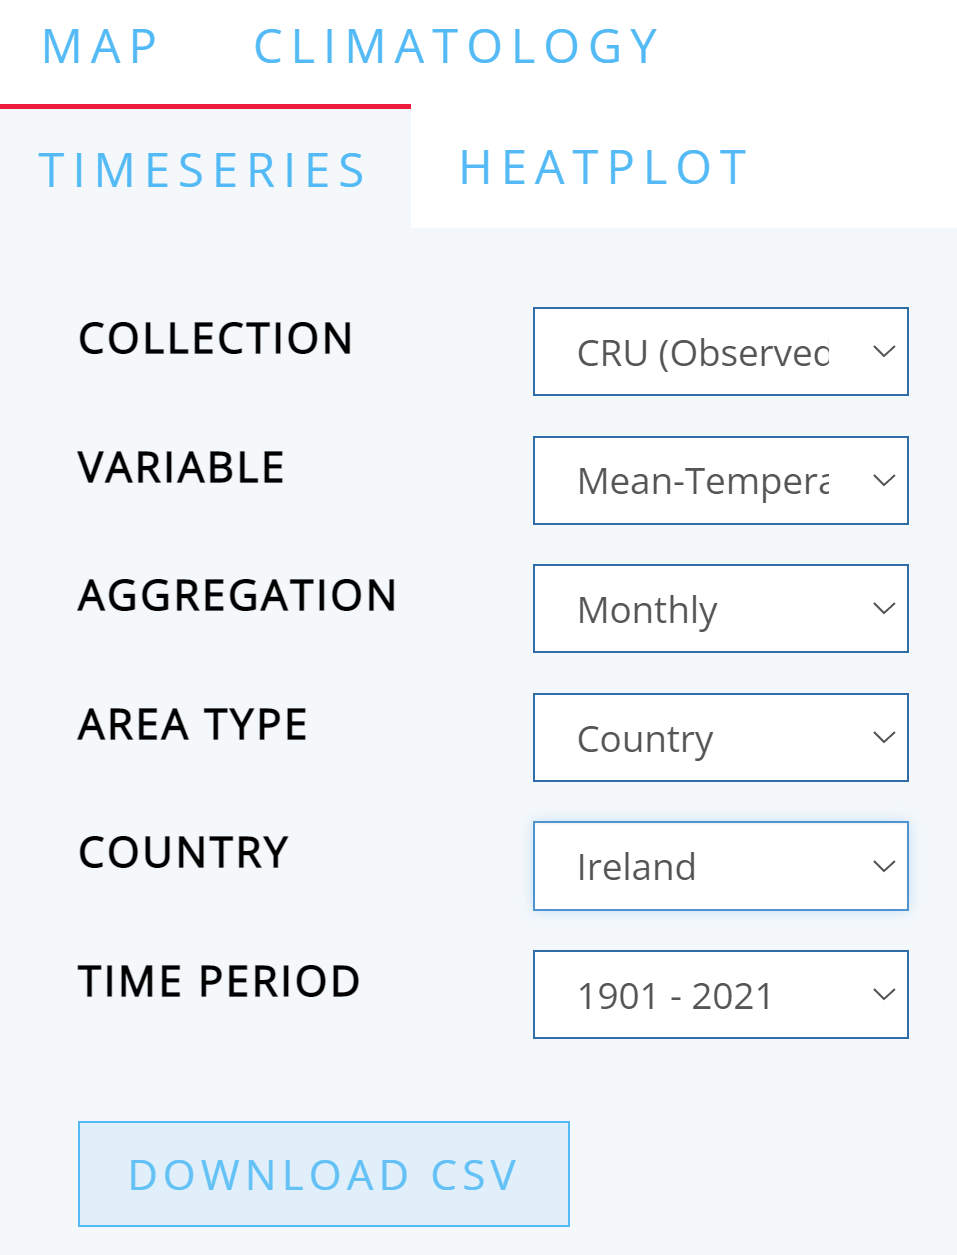 MAP CLIMATOLOGY
TIMESERIES HEATPLOT
COLLECTION CRU (Observed
VARIABLE Mean-Tempera
AGGREGATION Monthly
AREA TYPE Country
COUNTRY Ireland
TIME PERIOD 1901 - 2021
DOWNLOAD CSV